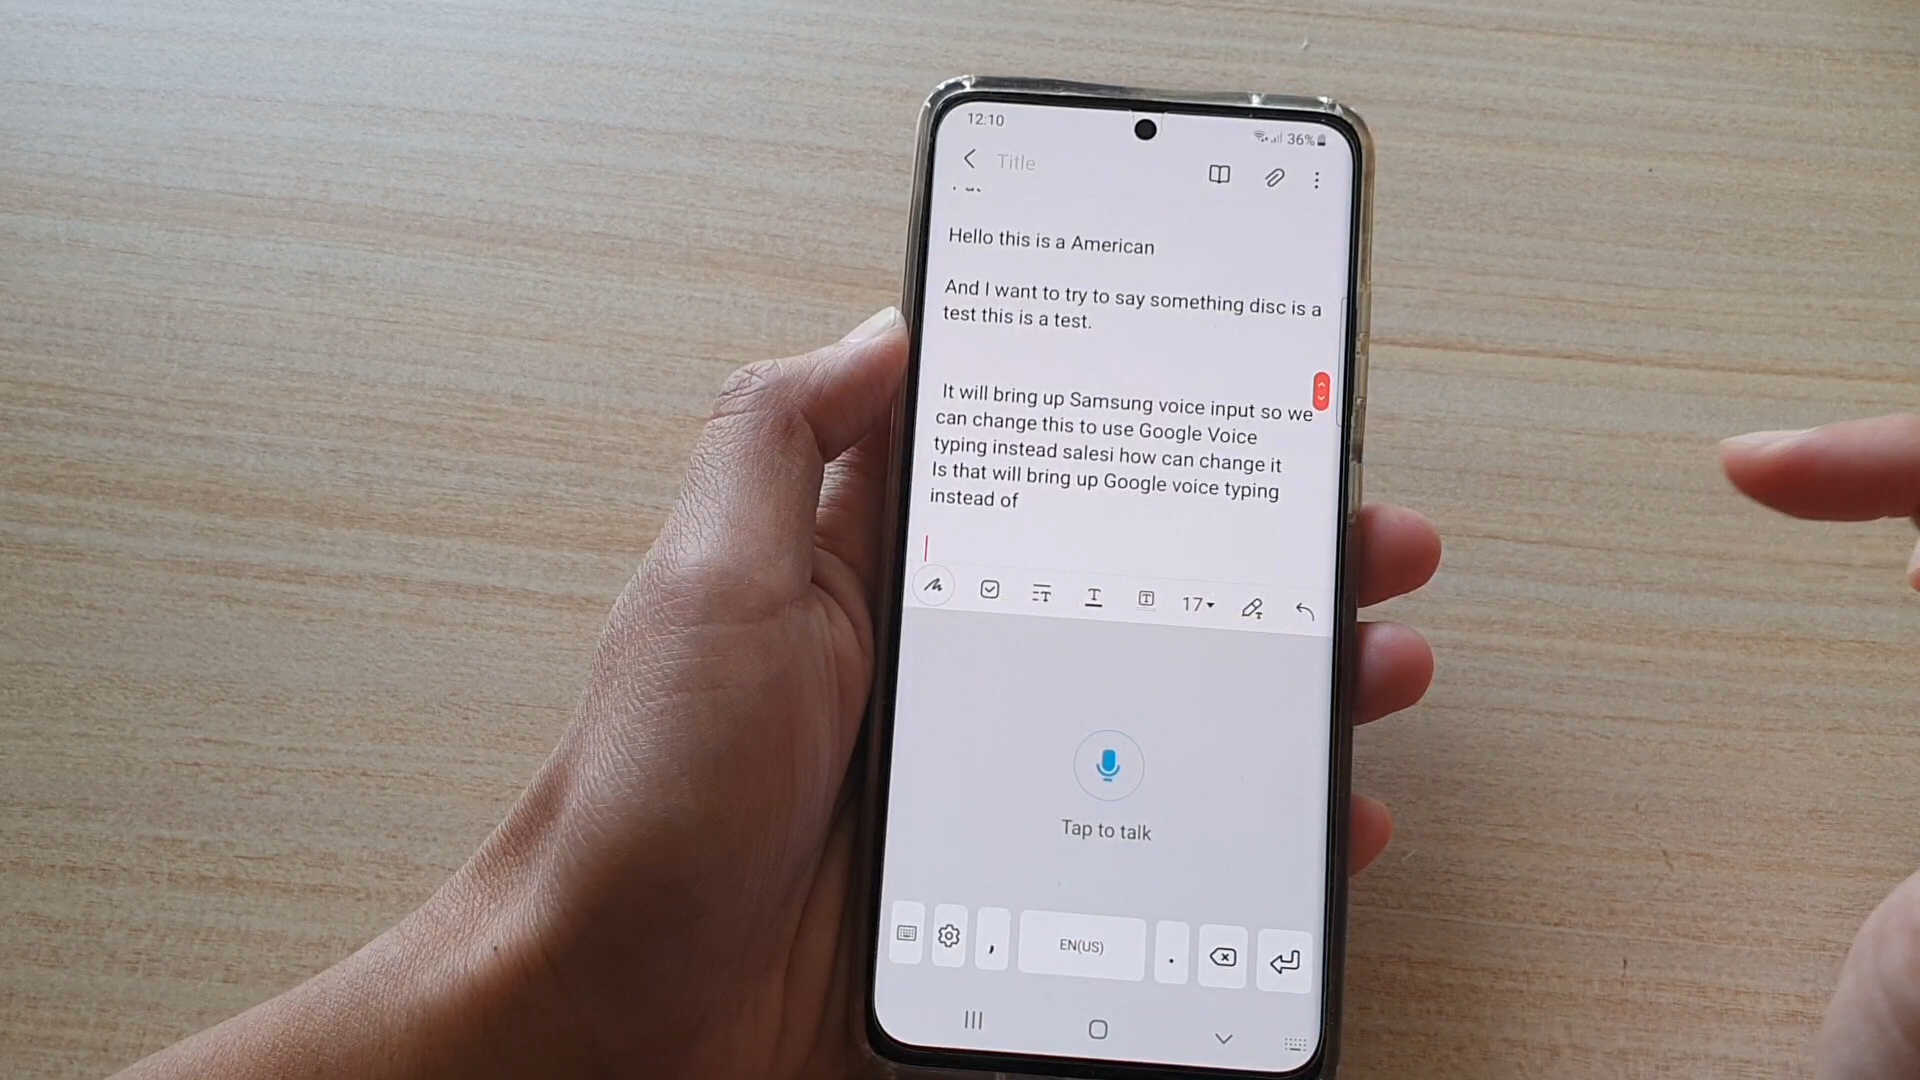 12:10
36%
Title
Hello this is a American
And I want to try to say something disc is a
test this is a test.
It will bring up Samsung voice input so we
can change this to use Google Voice
typing instead salesi how can change it
Is that will bring up Google voice typing
instead of
17
Tap to talk
, EN(US) .